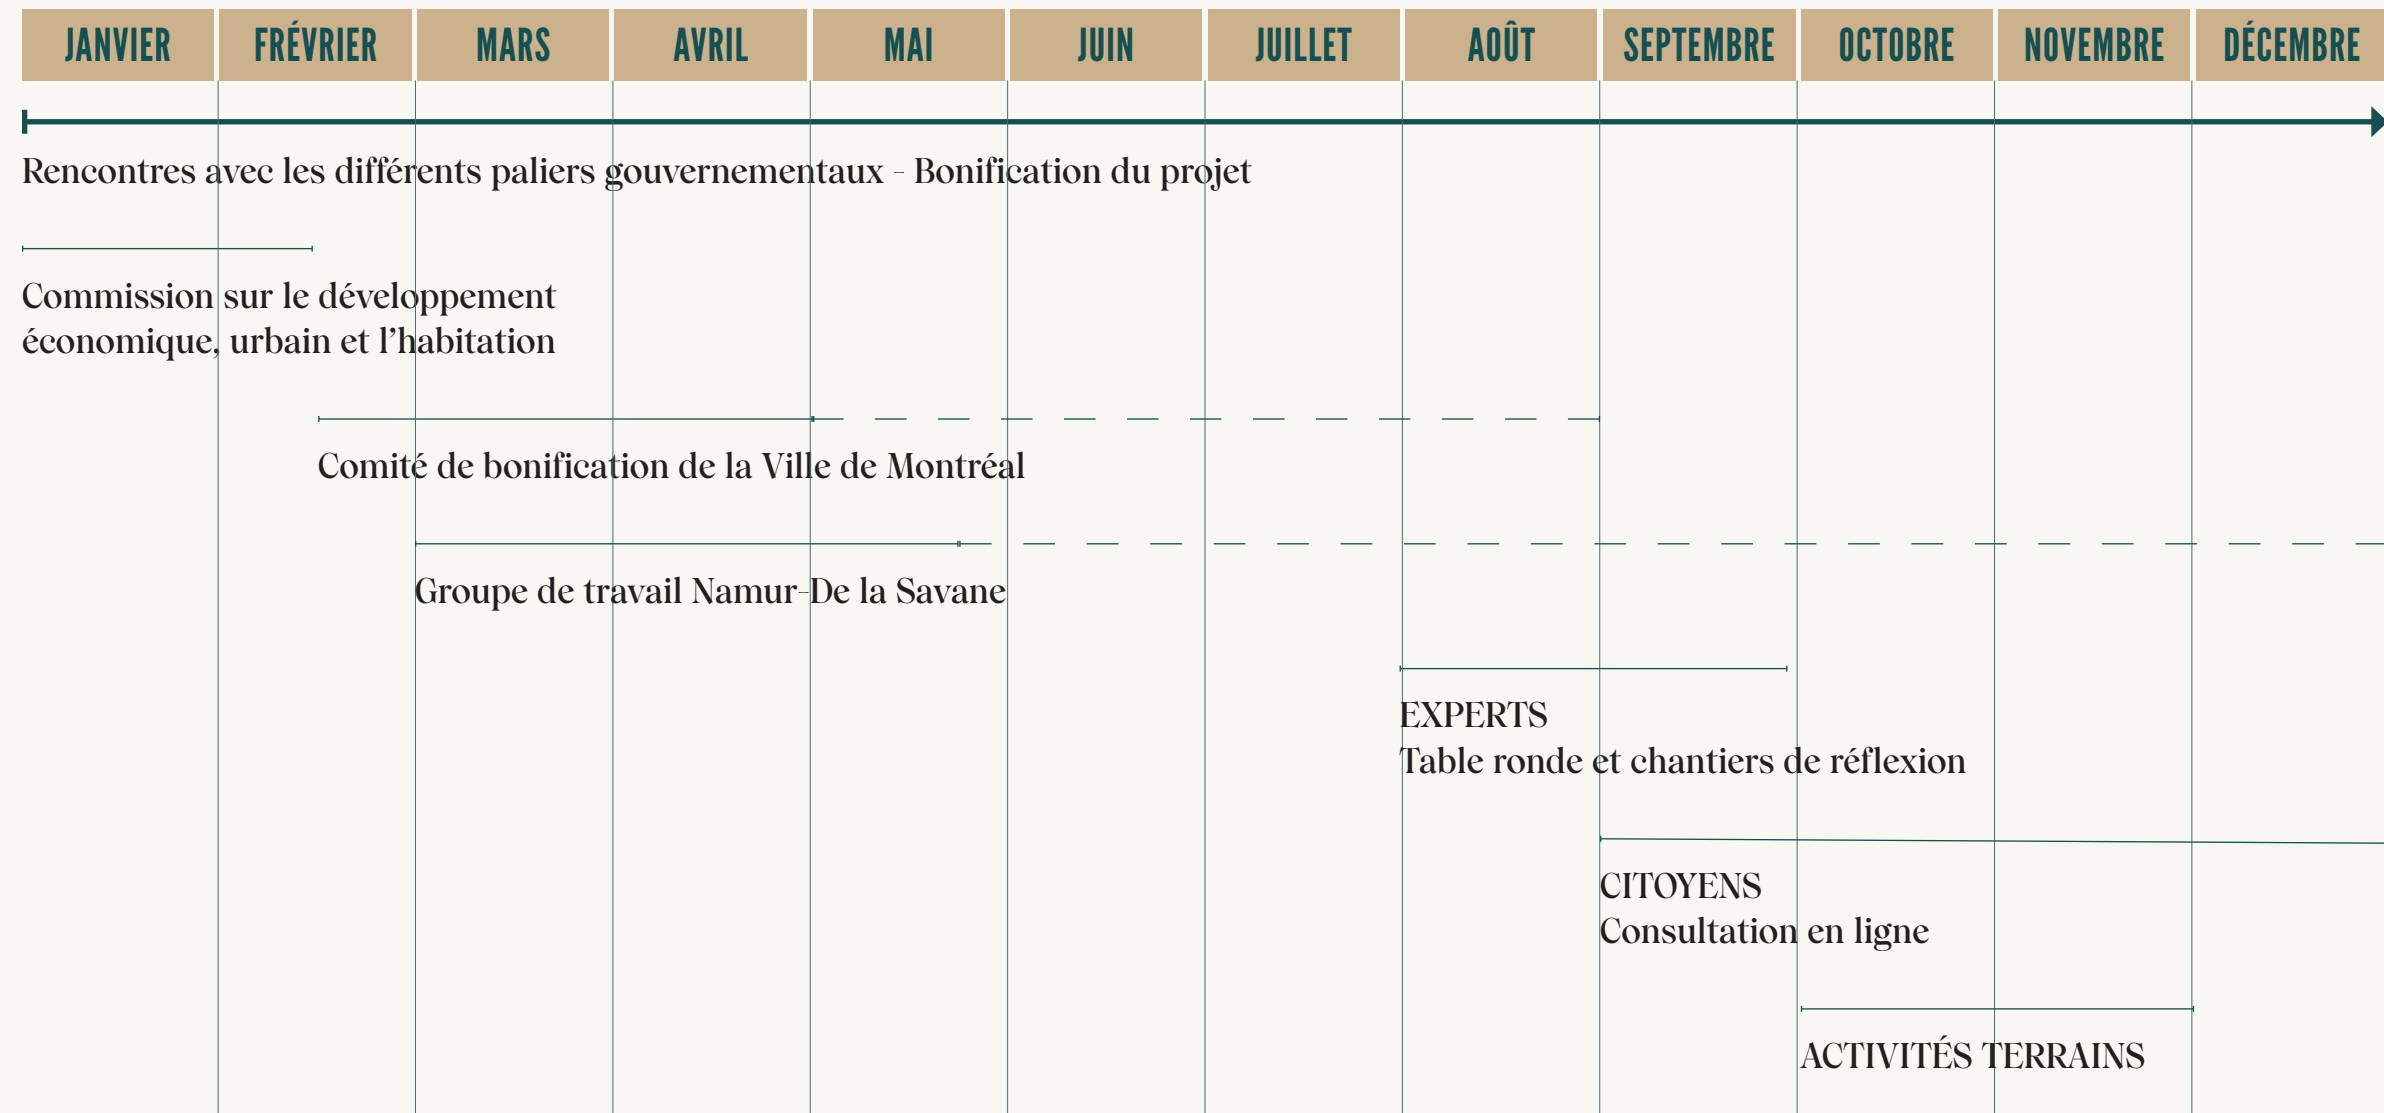 JANVIER FRÉVRIER MARS AVRIL MAI JUIN JUILLET AOÛT SEPTEMBRE OCTOBRE NOVEMBRE DÉCEMBRE
Rencontres avec les différents paliers gouvernementaux - Bonification du projet
Commission sur le développement
économique, urbain et l’habitation
Comité de bonification de la Ville de Montréal
Groupe de travail Namur-De la Savane
EXPERTS
Table ronde et chantiers de réflexion
CITOYENS
Consultation en ligne
ACTIVITÉS TERRAINS